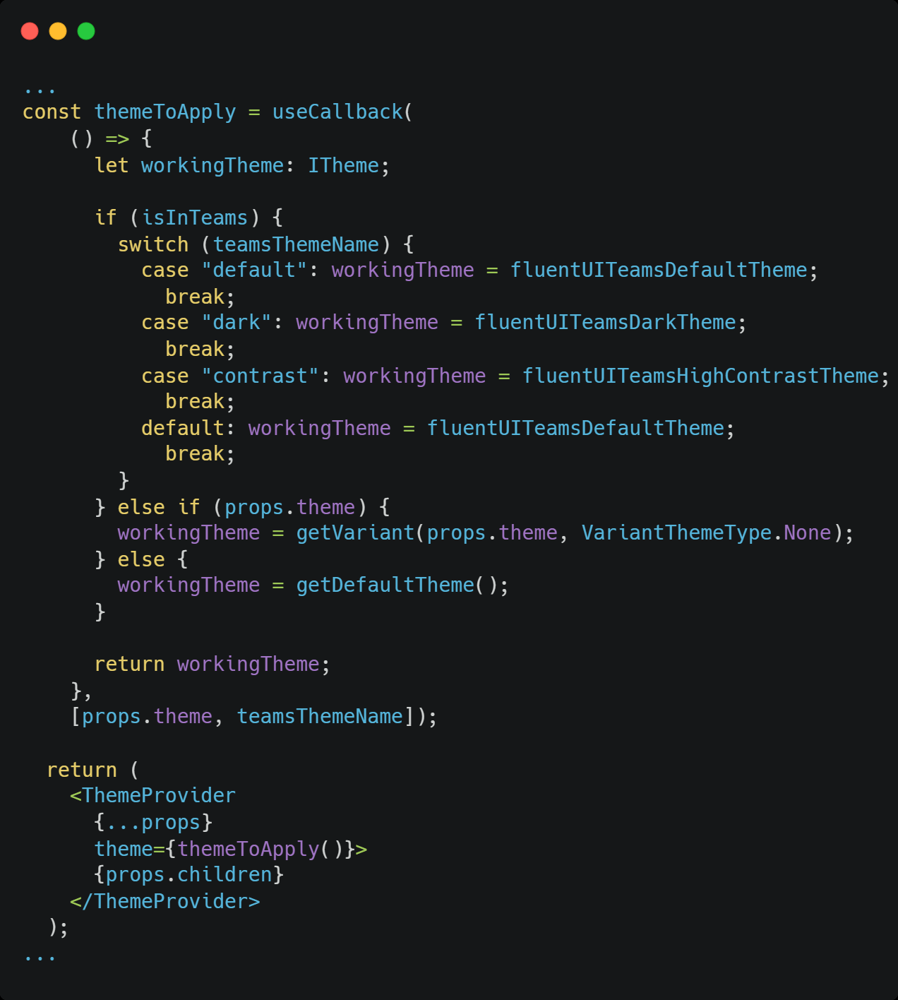 ...
const themeToApply = useCallback(
    () => {
      let workingTheme: ITheme;

      if (isInTeams) {
        switch (teamsThemeName) {
          case "default": workingTheme = fluentUITeamsDefaultTheme;
            break;
          case "dark": workingTheme = fluentUITeamsDarkTheme;
            break;
          case "contrast": workingTheme = fluentUITeamsHighContrastTheme;
            break;
          default: workingTheme = fluentUITeamsDefaultTheme;
            break;
        }
      } else if (props.theme) {
        workingTheme = getVariant(props.theme, VariantThemeType.None);
      } else {
        workingTheme = getDefaultTheme();
      }

      return workingTheme;
    },
    [props.theme, teamsThemeName]);

  return (
    <ThemeProvider
      {...props}
      theme={themeToApply()}>
      {props.children}
    </ThemeProvider>
  );
...